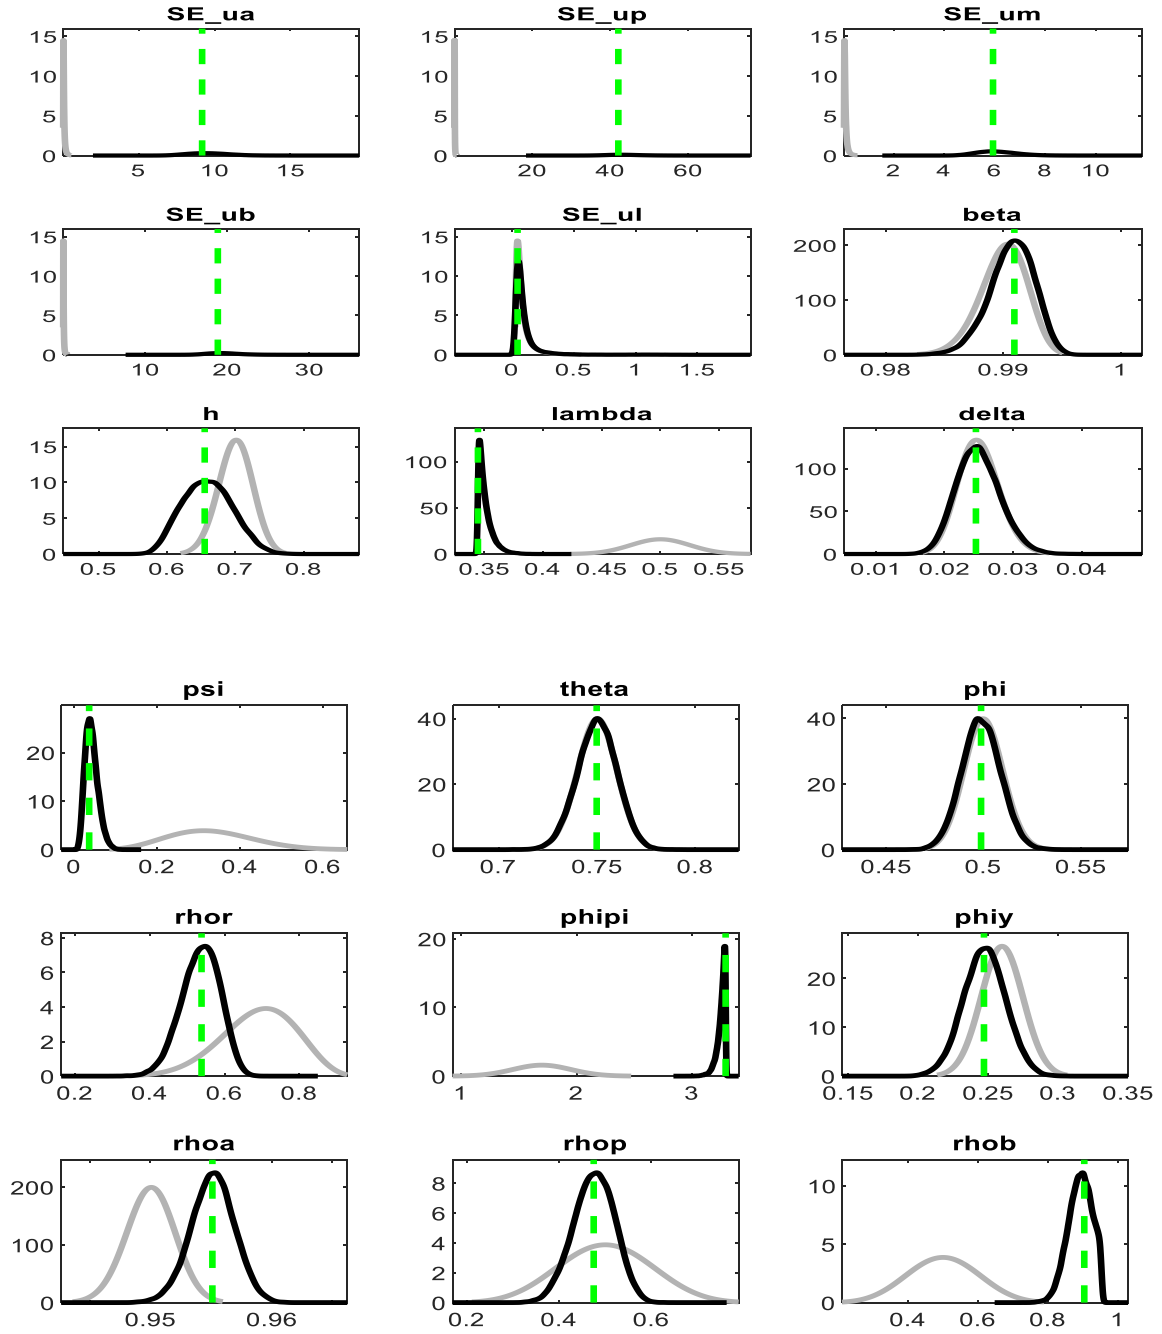 SE_ua SE_up SE_um
15 15 15
10 10 10
5 5 5
0 0 0
5 15 20 40 60 2 4 6 8 10
SE_ub SE_ul beta
15 15 200
10 10 100
5 5
0 0 0
10 20 30 0 0.5 1 1.5 0.98 0.99 1
h lambda delta
15 100 100
10 50 50
5
0 0 0
0.5 0.6 0.7 0.8 0.35 0.4 0.45 0.5 0.55 0.01 0.02 0.03 0.04
psi theta phi
20 40 40
10 20 20
0 0 0
0 0.2 0.4 0.6 0.7 0.75 0.8 0.45 0.5 0.55
rhor phipi phiy
8 20 20
6 10 10
4
2
0 0 0
0.2 0.4 0.6 0.8 1 2 3 0.15 0.2 0.25 0.3 0.35
rhoa rhop rhob
200 8 10
100 6 5
4
2
0 0 0
0.95 0.96 0.2 0.4 0.6 0.4 0.6 0.8 1